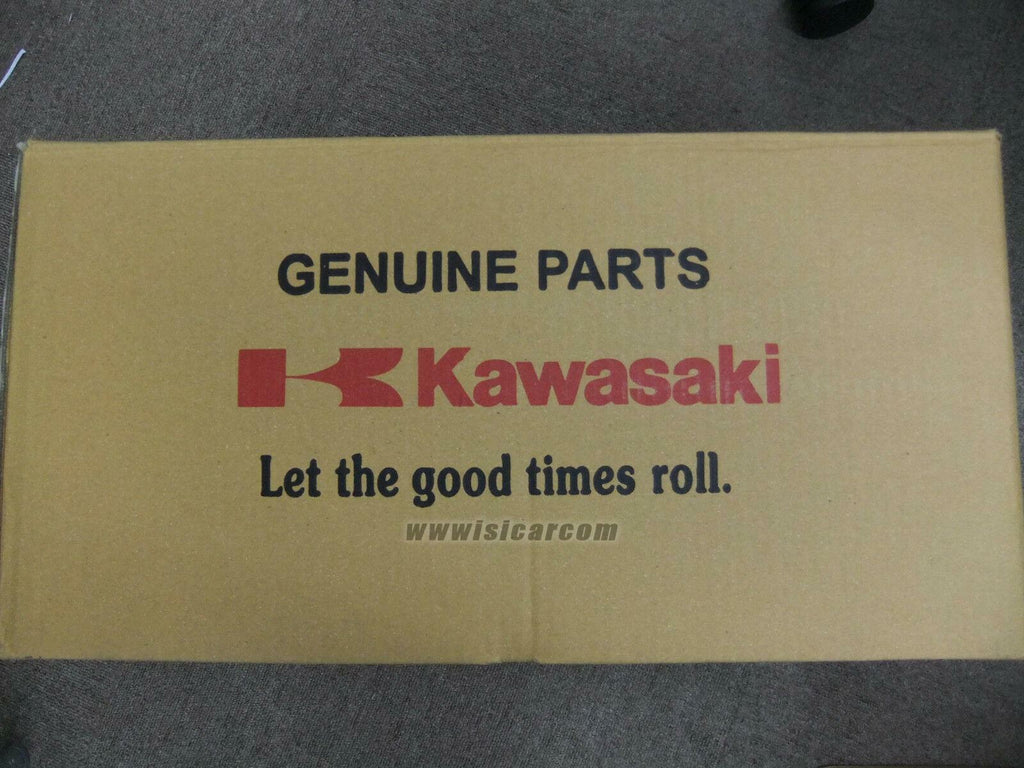 GENUINE PARTS
Kawasaki
Let the good times roll.
wwwisicarcom